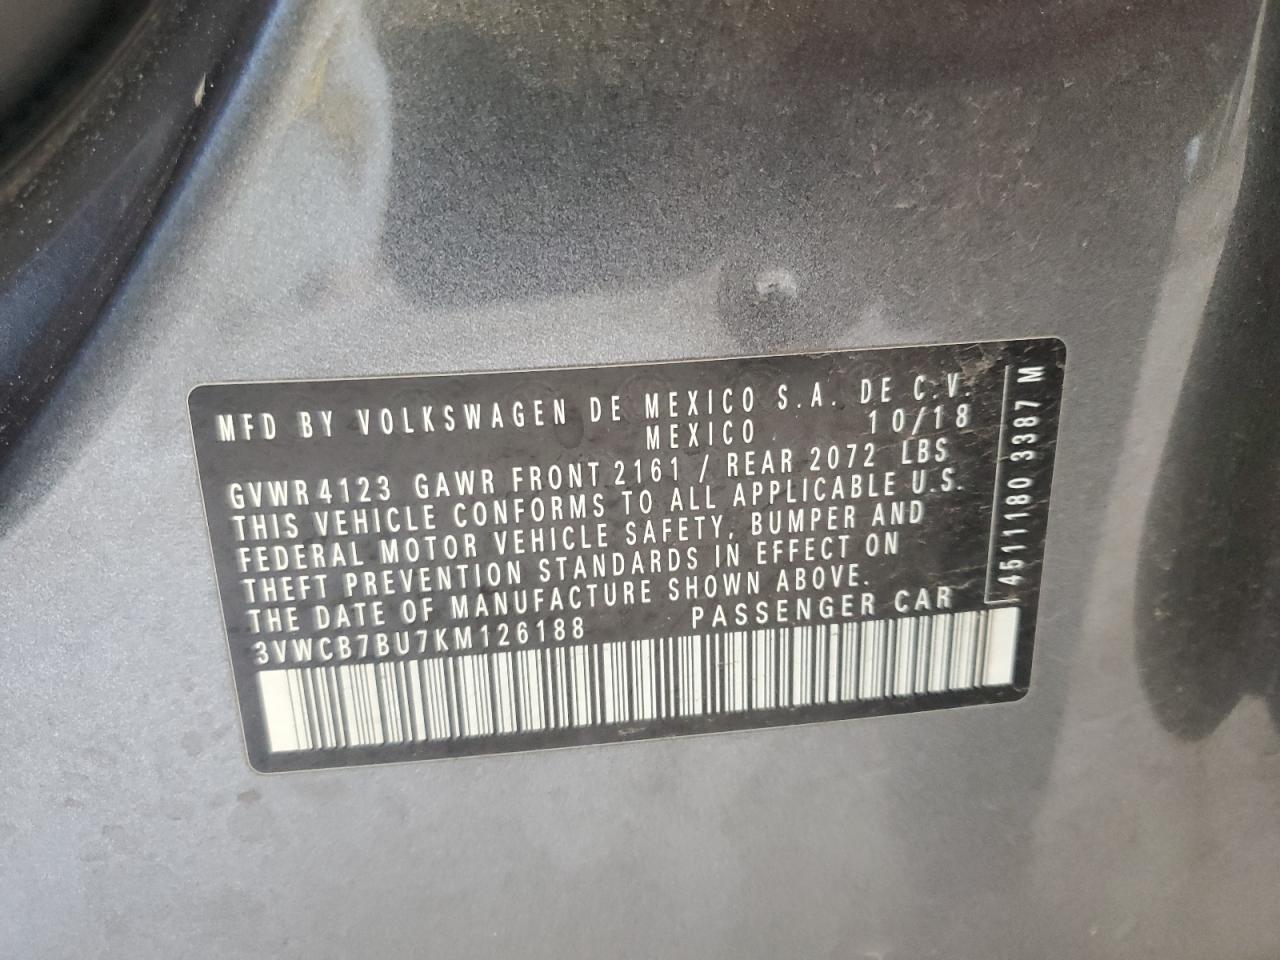 MFD BY VOLKSWAGEN DE MEXICO S.A. DE C.V.
MEXICO 10/18
GVWR 4123 GAWR FRONT 2161 / REAR 2072 LBS
THIS VEHICLE CONFORMS TO ALL APPLICABLE U.S.
FEDERAL MOTOR VEHICLE SAFETY, BUMPER AND
THEFT PREVENTION STANDARDS IN EFFECT ON
THE DATE OF MANUFACTURE SHOWN ABOVE.
3VWCB7BU7KM126188 PASSENGER CAR
4511180 3387 M